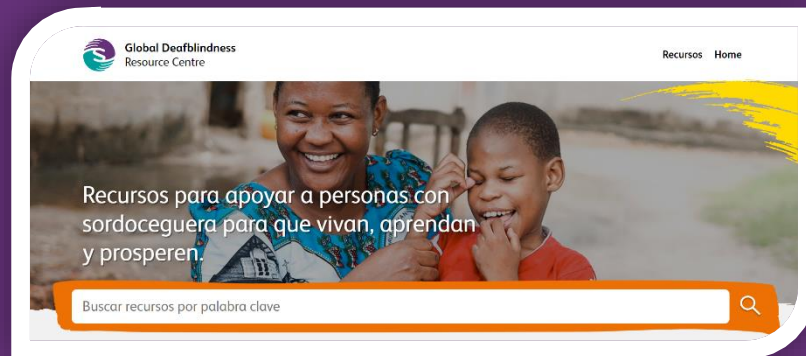 Global Deafblindness
Resource Centre
Recursos Home
Recursos para apoyar a personas con
sordoceguera para que vivan, aprendan
y prosperen.
Buscar recursos por palabra clave